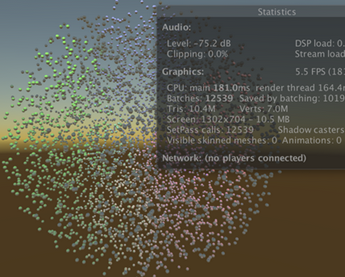 Statistics
Audio:
Level: -75.2 dB DSP load: 0.
Clipping: 0.0% Stream load
Graphics: 5.5 FPS (18
CPU: main 181.0ms render thread 164.4m
Batches: 12539 Saved by batching: 1019
Tris: 10.4M Verts: 7.0M
Screen: 1302x704 - 10.5 MB
SetPass calls: 12539 Shadow casters
Visible skinned meshes: 0 Animations: 0
Network: (no players connected)